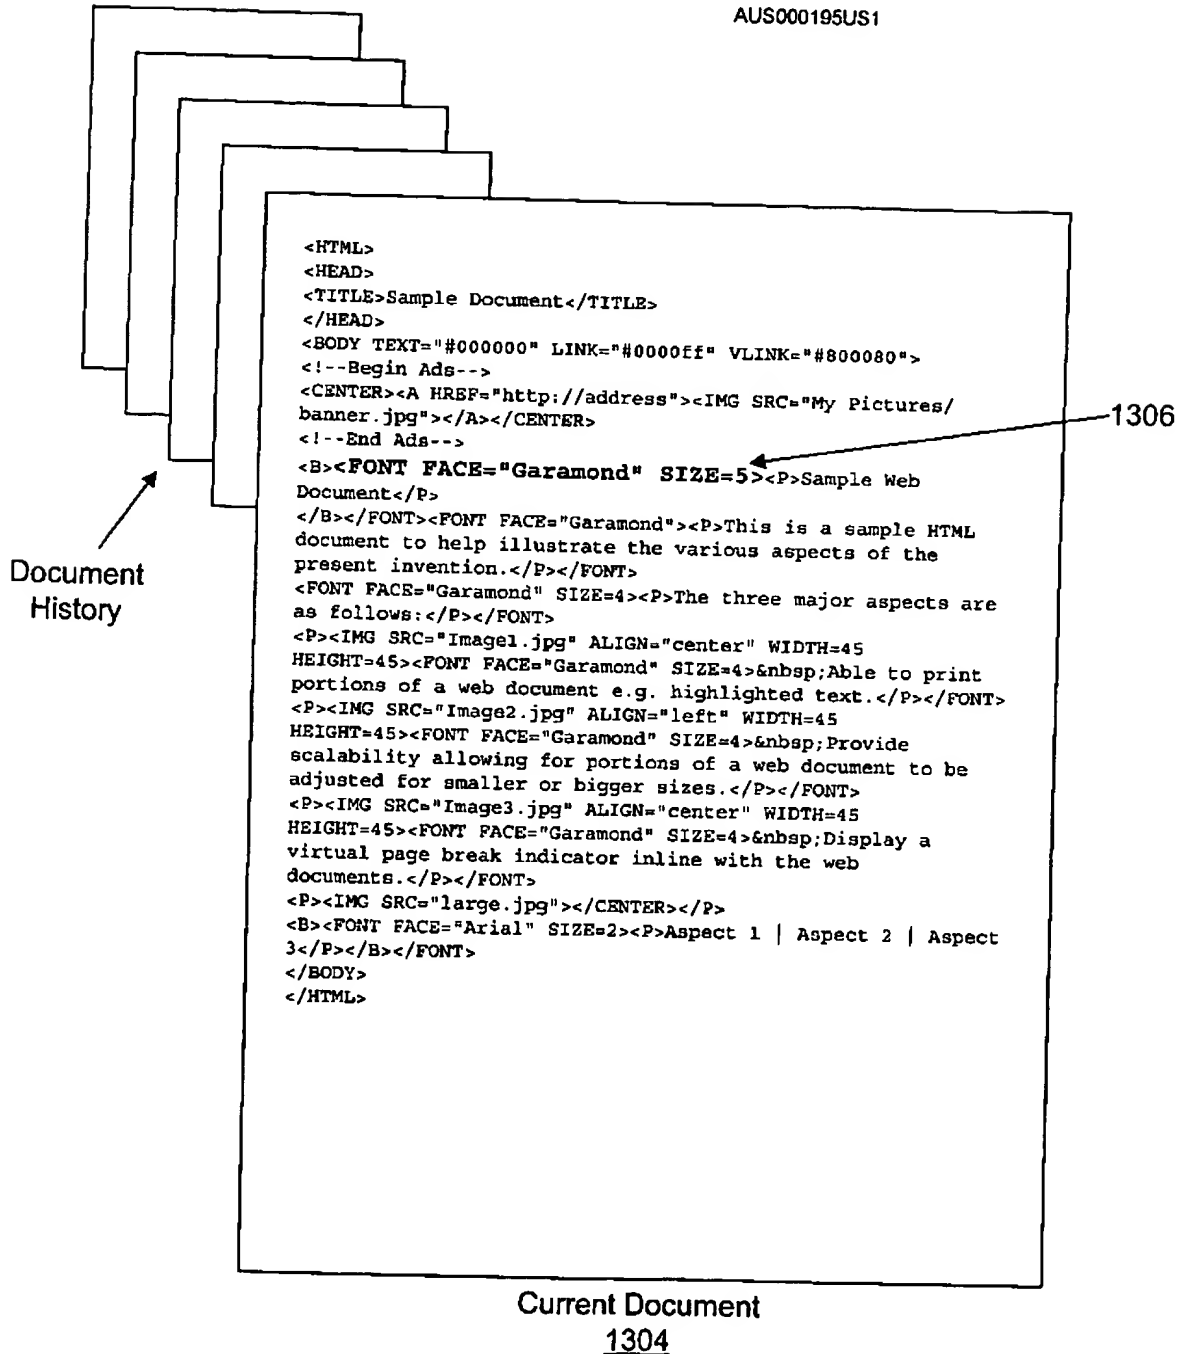 AUS000195US1
<HTML>
<HEAD>
<TITLE>Sample Document</TITLE>
</HEAD>
<BODY TEXT="#000000" LINK="#0000ff" VLINK="#800080">
<!--Begin Ads-->
<CENTER><A HREF="http://address"><IMG SRC="My Pictures/
banner.jpg"></A></CENTER>
<!--End Ads-->
1306
<B><FONT FACE="Garamond" SIZE=5><P>Sample Web
Document</P>
</B></FONT><FONT FACE="Garamond"><P>This is a sample HTML
document to help illustrate the various aspects of the
present invention.</P></FONT>
<FONT FACE="Garamond" SIZE=4><P>The three major aspects are
as follows:</P></FONT>
<P><IMG SRC="Image1.jpg" ALIGN="center" WIDTH=45
HEIGHT=45><FONT FACE="Garamond" SIZE=4>&nbsp;Able to print
portions of a web document e.g. highlighted text.</P></FONT>
<P><IMG SRC="Image2.jpg" ALIGN="left" WIDTH=45
HEIGHT=45><FONT FACE="Garamond" SIZE=4>&nbsp;Provide
scalability allowing for portions of a web document to be
adjusted for smaller or bigger sizes.</P></FONT>
<P><IMG SRC="Image3.jpg" ALIGN="center" WIDTH=45
HEIGHT=45><FONT FACE="Garamond" SIZE=4>&nbsp;Display a
virtual page break indicator inline with the web
documents.</P></FONT>
<P><IMG SRC="large.jpg"></CENTER></P>
<B><FONT FACE="Arial" SIZE=2><P>Aspect 1 | Aspect 2 | Aspect
3</P></B></FONT>
</BODY>
</HTML>
Document
History
Current Document
1304